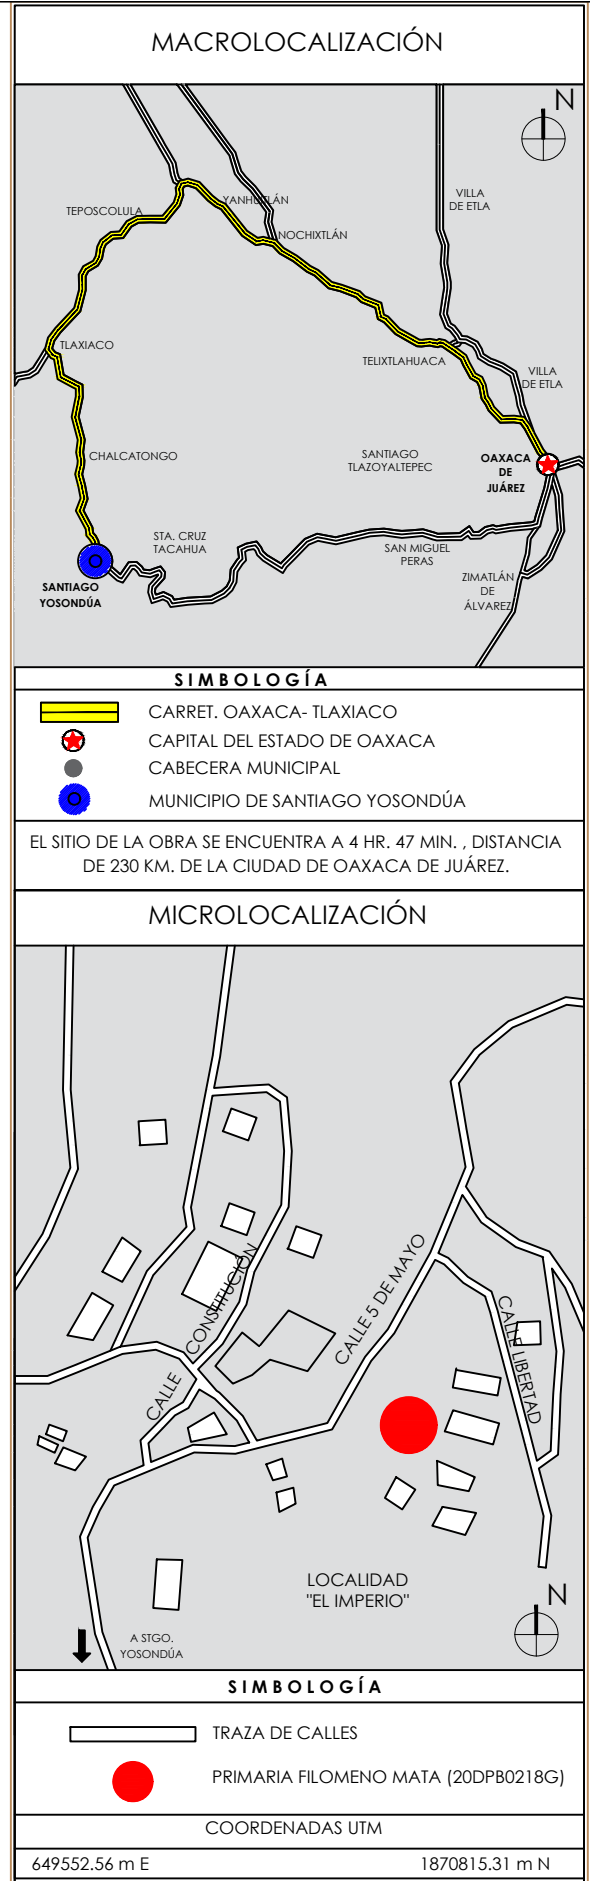 MACROLOCALIZACIÓN
N
VILLA
DE ETLA
YANHUTLÁN
TEPOSCOLULA
NOCHIXTLÁN
TLAXIACO
TELIXTLAHUACA
VILLA
DE ETLA
CHALCATONGO
SANTIAGO
TLAZOYALTEPEC
OAXACA
DE
JUÁREZ
STA. CRUZ
TACAHUA
SAN MIGUEL
PERAS
ZIMATLÁN
DE
ÁLVAREZ
SANTIAGO
YOSONDÚA
SIMBOLOGÍA
CARRET. OAXACA- TLAXIACO
CAPITAL DEL ESTADO DE OAXACA
CABECERA MUNICIPAL
MUNICIPIO DE SANTIAGO YOSONDÚA
EL SITIO DE LA OBRA SE ENCUENTRA A 4 HR. 47 MIN. , DISTANCIA
DE 230 KM. DE LA CIUDAD DE OAXACA DE JUÁREZ.
MICROLOCALIZACIÓN
CALLE CONSTITUCIÓN
CALLE 5 DE MAYO
CALLE LIBERTAD
LOCALIDAD
"EL IMPERIO"
N
A STGO.
YOSONDÚA
SIMBOLOGÍA
TRAZA DE CALLES
PRIMARIA FILOMENO MATA (20DPB0218G)
COORDENADAS UTM
649552.56 m E
1870815.31 m N